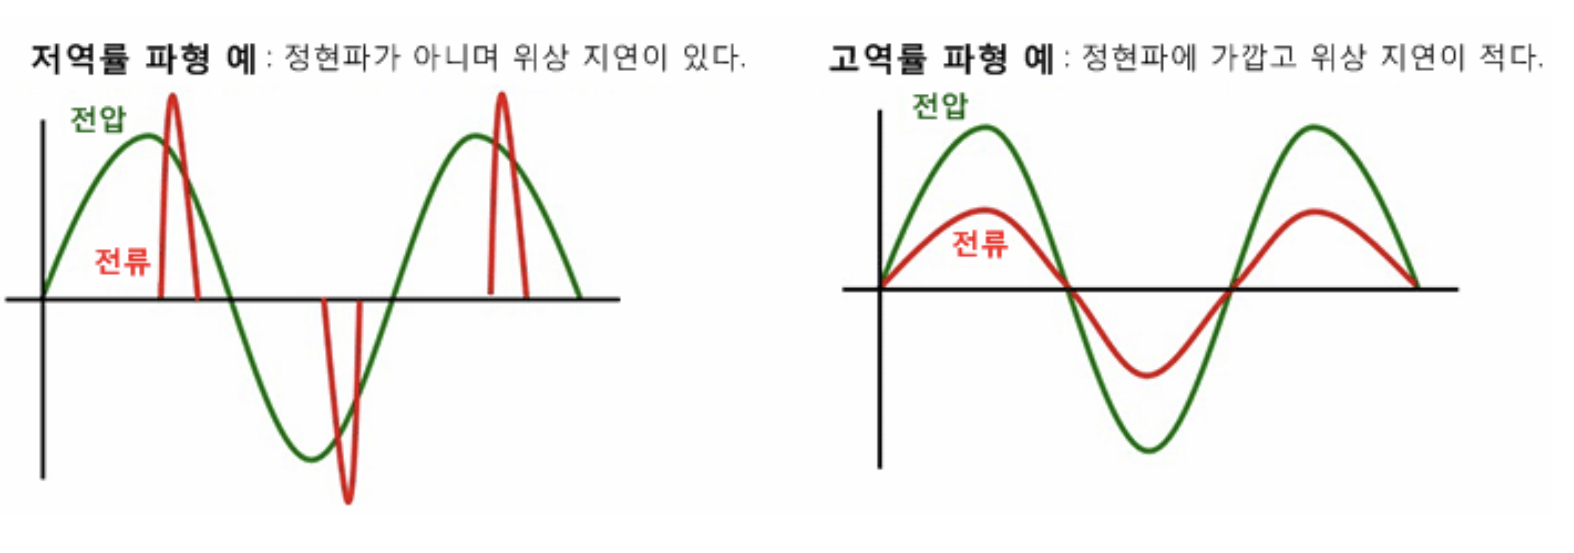 저역률 파형 예 : 정현파가 아니며 위상 지연이 있다.
전압
전류
고역률 파형 예 : 정현파에 가깝고 위상 지연이 적다.
전압
전류